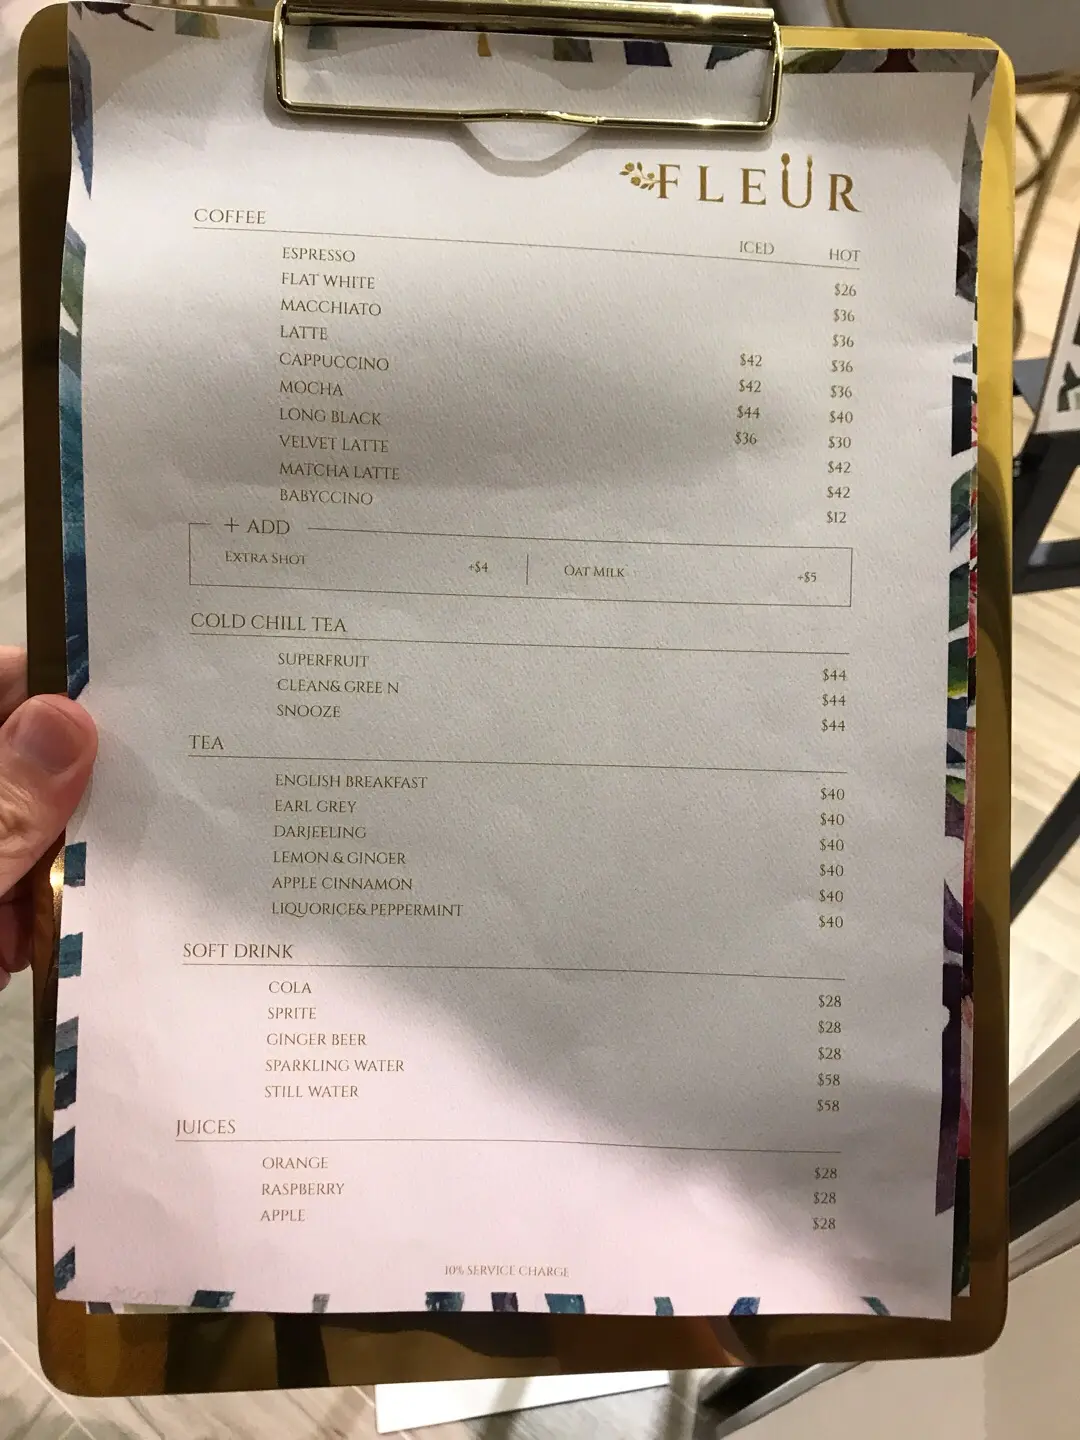 FLEUR
COFFEE ICED HOT
ESPRESSO $26
FLAT WHITE $36
MACCHIATO $36
LATTE $42 $36
CAPPUCCINO $42 $36
MOCHA $44 $40
LONG BLACK $36 $30
VELVET LATTE $42
MATCHA LATTE $42
BABYCCINO $12
+ ADD
EXTRA SHOT +$4 OAT MILK +$5
COLD CHILL TEA
SUPERFRUIT $44
CLEAN& GREE N $44
SNOOZE $44
TEA
ENGLISH BREAKFAST $40
EARL GREY $40
DARJEELING $40
LEMON & GINGER $40
APPLE CINNAMON $40
LIQUORICE& PEPPERMINT $40
SOFT DRINK
COLA $28
SPRITE $28
GINGER BEER $28
SPARKLING WATER $58
STILL WATER $58
JUICES
ORANGE $28
RASPBERRY $28
APPLE $28
10% SERVICE CHARGE